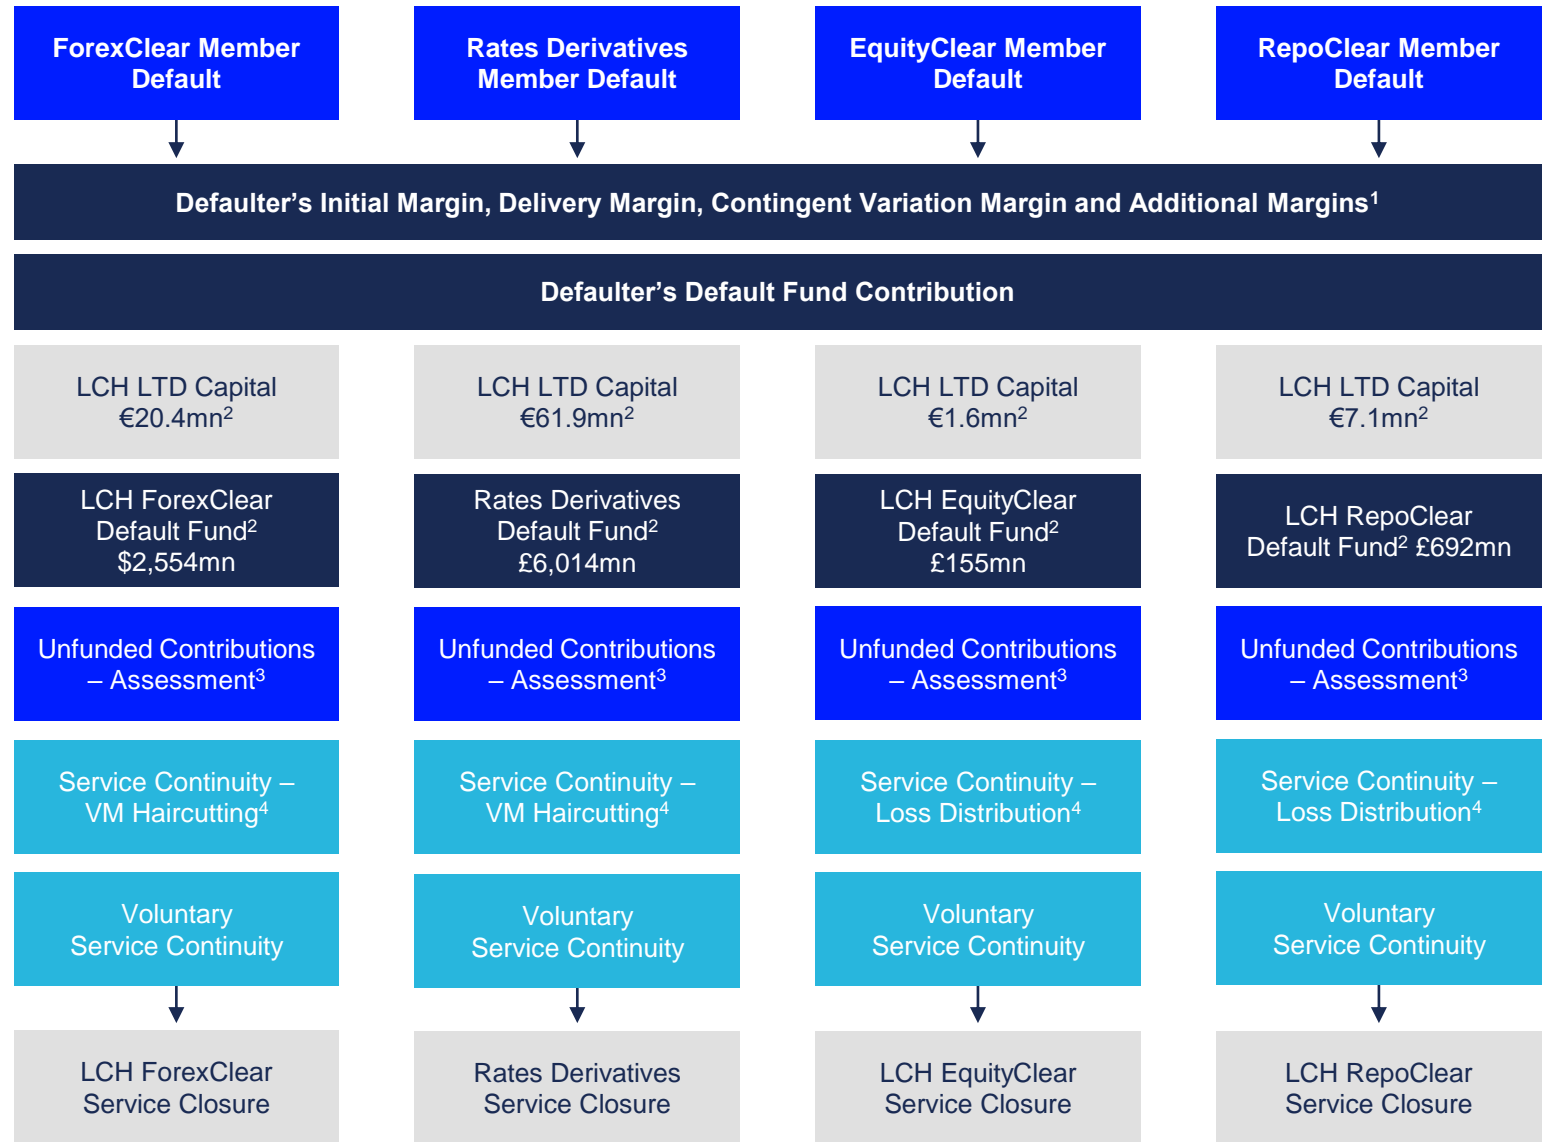 ForexClear Member
Default
Rates Derivatives
Member Default
EquityClear Member
Default
RepoClear Member
Default
Defaulter’s Initial Margin, Delivery Margin, Contingent Variation Margin and Additional Margins¹
Defaulter’s Default Fund Contribution
LCH LTD Capital
€20.4mn²
LCH LTD Capital
€61.9mn²
LCH LTD Capital
€1.6mn²
LCH LTD Capital
€7.1mn²
LCH ForexClear
Default Fund²
$2,554mn
Rates Derivatives
Default Fund²
£6,014mn
LCH EquityClear
Default Fund²
£155mn
LCH RepoClear
Default Fund² £692mn
Unfunded Contributions
– Assessment³
Unfunded Contributions
– Assessment³
Unfunded Contributions
– Assessment³
Unfunded Contributions
– Assessment³
Service Continuity –
VM Haircutting⁴
Service Continuity –
VM Haircutting⁴
Service Continuity –
Loss Distribution⁴
Service Continuity –
Loss Distribution⁴
Voluntary
Service Continuity
Voluntary
Service Continuity
Voluntary
Service Continuity
Voluntary
Service Continuity
LCH ForexClear
Service Closure
Rates Derivatives
Service Closure
LCH EquityClear
Service Closure
LCH RepoClear
Service Closure